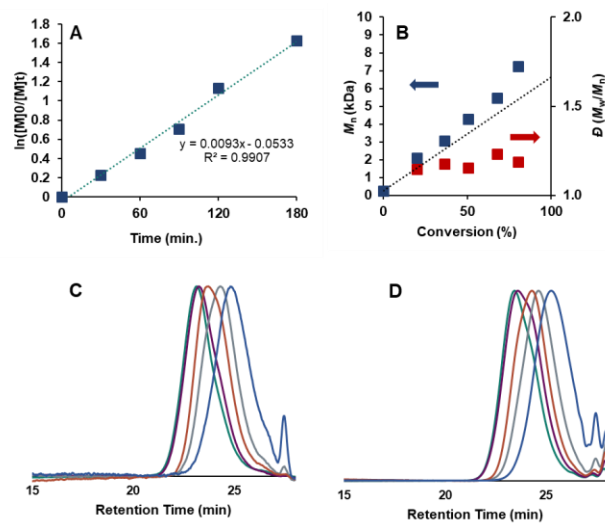 A
ln([M]0/[M]t)
1.8
1.6
1.4
1.2
1
0.8
0.6
0.4
0.2
0
y = 0.0093x - 0.0533
R² = 0.9907
0 60 120 180
Time (min.)
B
Mn (kDa)
10
9
8
7
6
5
4
3
2
1
0
2.0
1.5
1.0
Đ (Mw/Mn)
0 50 100
Conversion (%)
C
15 20 25
Retention Time (min)
D
15 20 25
Retention Time (min)